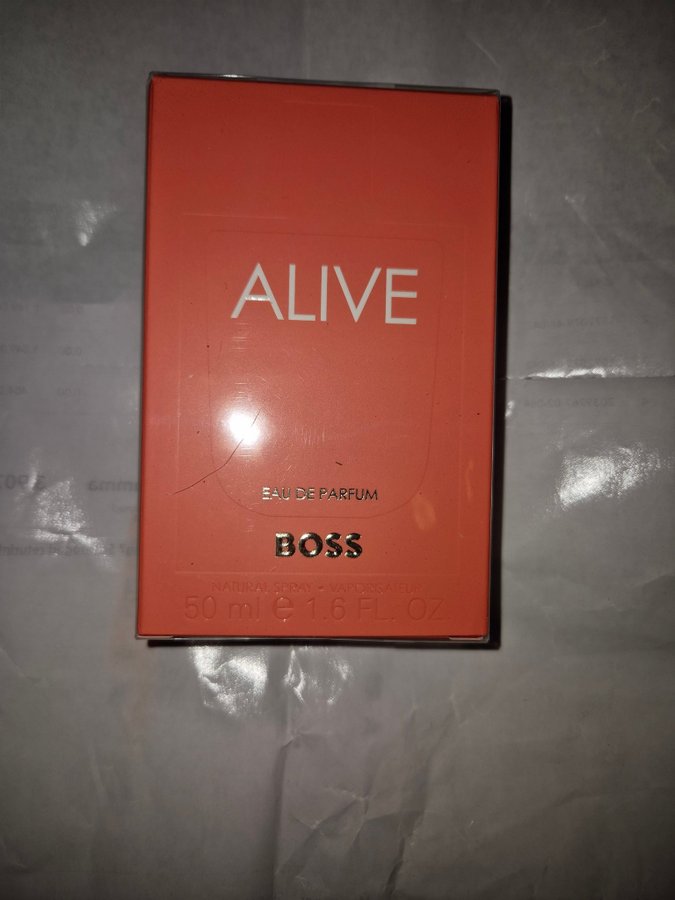 ALIVE
EAU DE PARFUM
BOSS
NATURAL SPRAY • VAPORISATEUR
50 ml ℮ 1.6 FL. OZ.